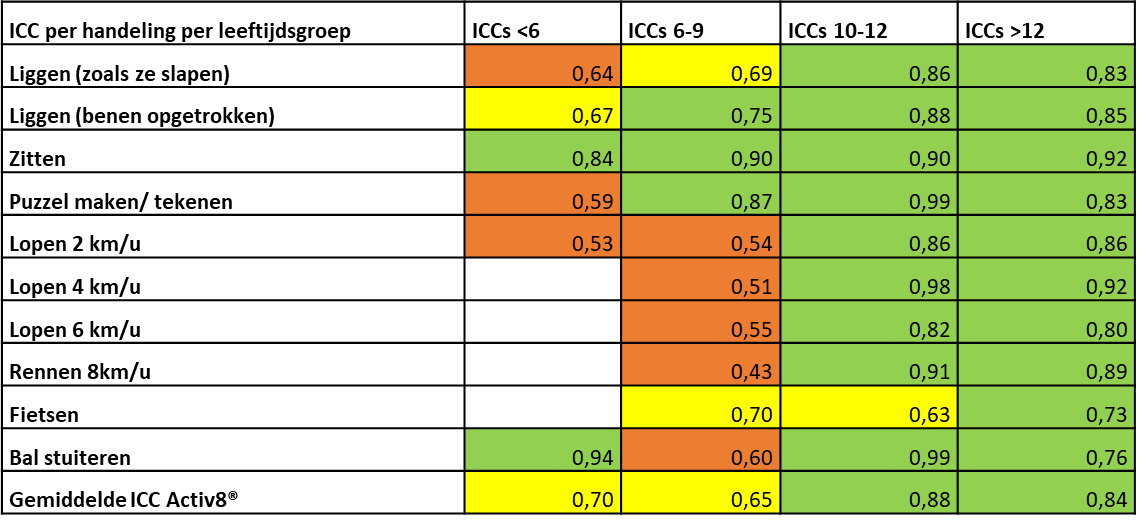 ICC per handeling per leeftijdsgroep ICCs <6 ICCs 6-9 ICCs 10-12 ICCs >12
Liggen (zoals ze slapen) 0,64 0,69 0,86 0,83
Liggen (benen opgetrokken) 0,67 0,75 0,88 0,85
Zitten 0,84 0,90 0,90 0,92
Puzzel maken/ tekenen 0,59 0,87 0,99 0,83
Lopen 2 km/u 0,53 0,54 0,86 0,86
Lopen 4 km/u 0,51 0,98 0,92
Lopen 6 km/u 0,55 0,82 0,80
Rennen 8km/u 0,43 0,91 0,89
Fietsen 0,70 0,63 0,73
Bal stuiteren 0,94 0,60 0,99 0,76
Gemiddelde ICC Activ8® 0,70 0,65 0,88 0,84